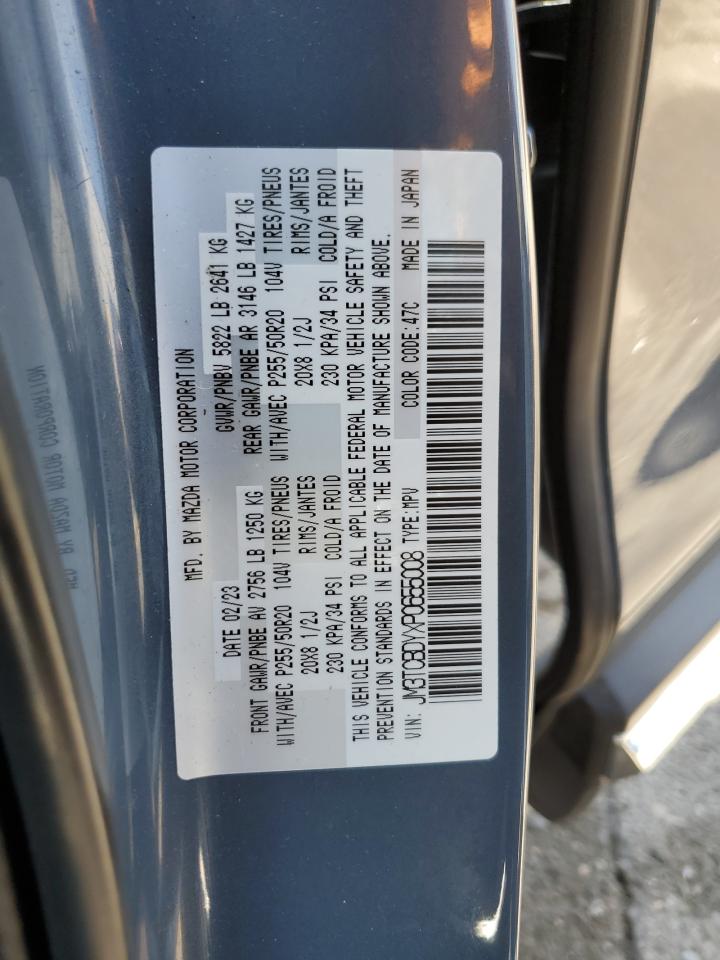 MFD. BY MAZDA MOTOR CORPORATION
DATE 02/23 GVWR/PNBV 5822 LB 2641 KG
FRONT GAWR/PNBE AV 2756 LB 1250 KG REAR GAWR/PNBE AR 3146 LB 1427 KG
WITH/AVEC P255/50R20 104V TIRES/PNEUS WITH/AVEC P255/50R20 104V TIRES/PNEUS
20X8 1/2J RIMS/JANTES 20X8 1/2J RIMS/JANTES
230 KPA/34 PSI COLD/A FROID 230 KPA/34 PSI COLD/A FROID
THIS VEHICLE CONFORMS TO ALL APPLICABLE FEDERAL MOTOR VEHICLE SAFETY AND THEFT
PREVENTION STANDARDS IN EFFECT ON THE DATE OF MANUFACTURE SHOWN ABOVE.
VIN: JM3TCBDYXP0655008 TYPE:MPV COLOR CODE:47C MADE IN JAPAN